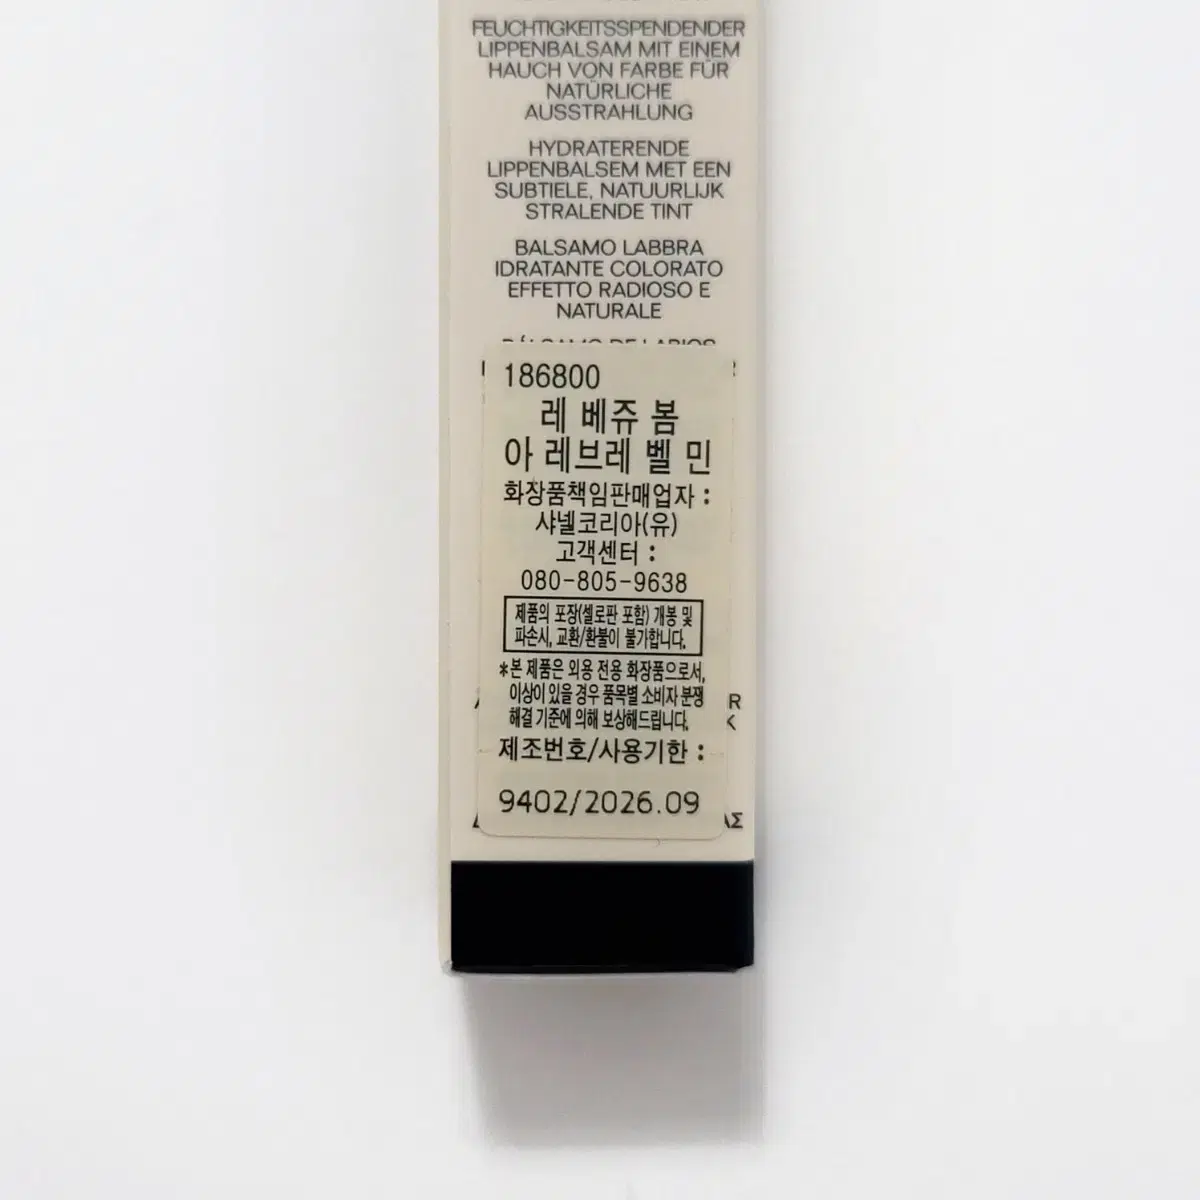 FEUCHTIGKEITSSPENDENDER
LIPPENBALSAM MIT EINEM
HAUCH VON FARBE FÜR
NATÜRLICHE
AUSSTRAHLUNG
HYDRATERENDE
LIPPENBALSEM MET EEN
SUBTIELE, NATUURLIJK
STRALENDE TINT
BALSAMO LABBRA
IDRATANTE COLORATO
EFFETTO RADIOSO E
NATURALE
BÁLSAMO DE LABIOS
186800
레 베쥬 봄
아 레브레 벨 민
화장품책임판매업자 :
샤넬코리아(유)
고객센터 :
080-805-9638
제품의 포장(셀로판 포함) 개봉 및
파손시, 교환/환불이 불가합니다.
*본 제품은 외용 전용 화장품으로서,
이상이 있을 경우 품목별 소비자 분쟁
해결 기준에 의해 보상해드립니다.
제조번호/사용기한 :
9402/2026.09